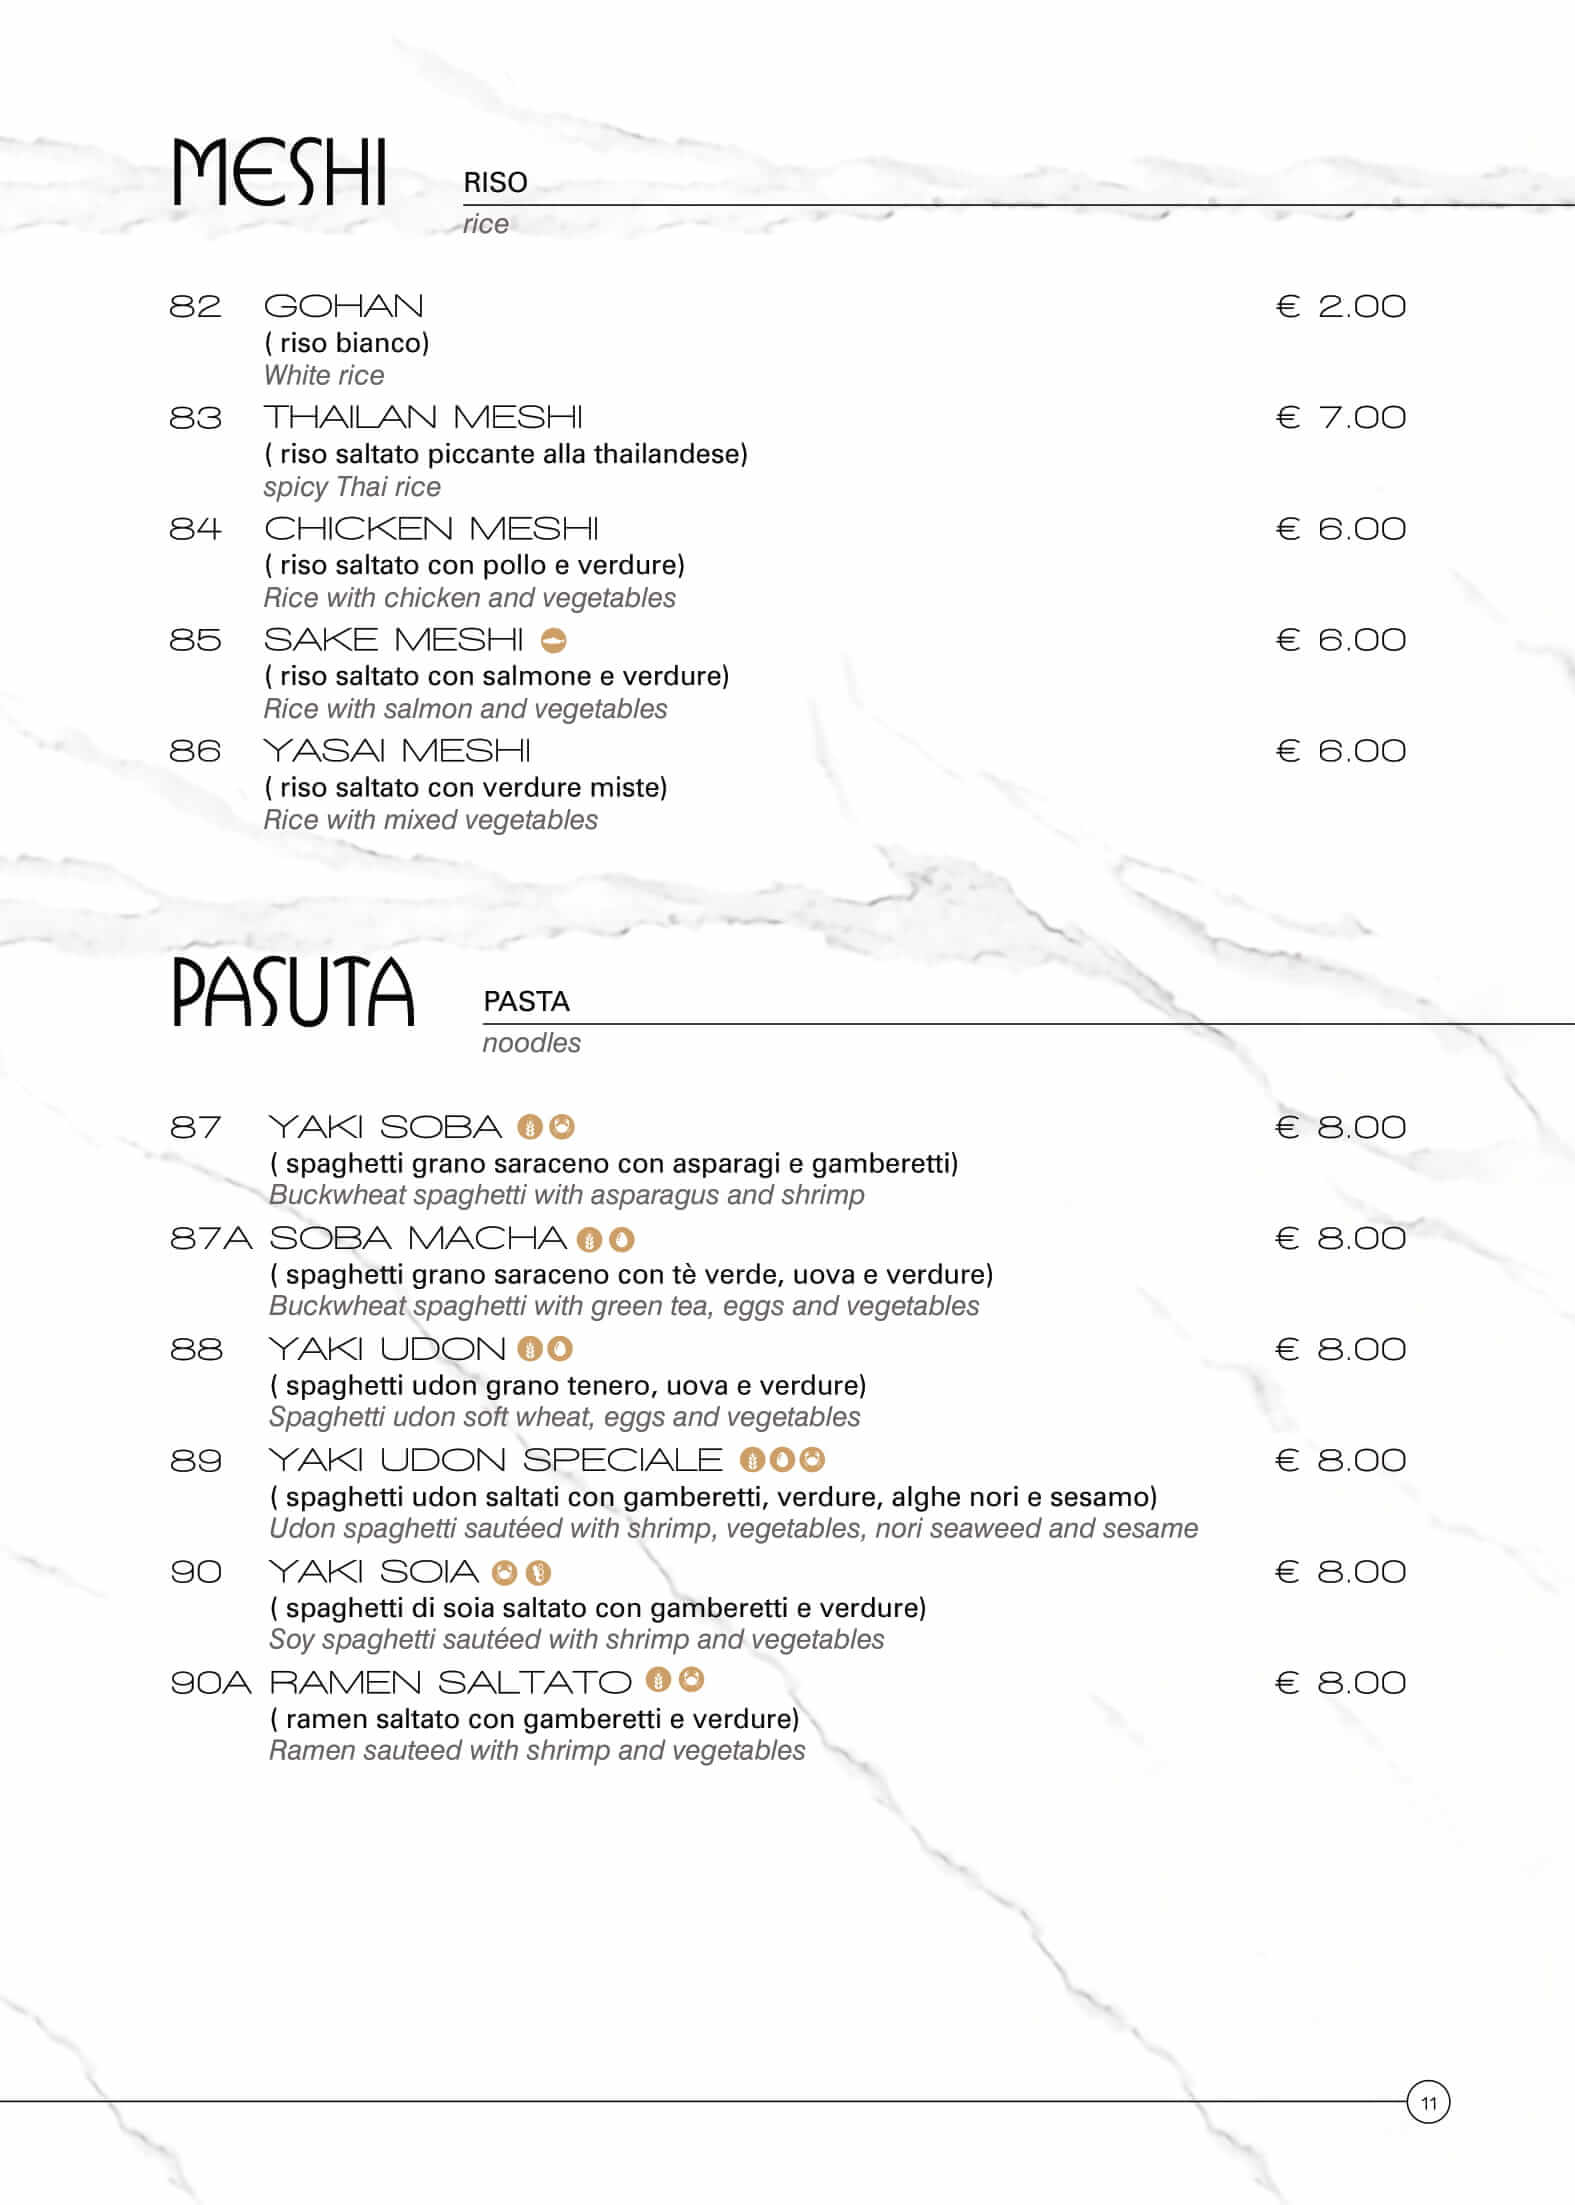 MESHI
RISO
rice
82 GOHAN € 2.00
( riso bianco)
White rice
83 THAILAN MESHI € 7.00
( riso saltato piccante alla thailandese)
spicy Thai rice
84 CHICKEN MESHI € 6.00
( riso saltato con pollo e verdure)
Rice with chicken and vegetables
85 SAKE MESHI € 6.00
( riso saltato con salmone e verdure)
Rice with salmon and vegetables
86 YASAI MESHI € 6.00
( riso saltato con verdure miste)
Rice with mixed vegetables
PASUTA
PASTA
noodles
87 YAKI SOBA € 8.00
( spaghetti grano saraceno con asparagi e gamberetti)
Buckwheat spaghetti with asparagus and shrimp
87A SOBA MACHA € 8.00
( spaghetti grano saraceno con tè verde, uova e verdure)
Buckwheat spaghetti with green tea, eggs and vegetables
88 YAKI UDON € 8.00
( spaghetti udon grano tenero, uova e verdure)
Spaghetti udon soft wheat, eggs and vegetables
89 YAKI UDON SPECIALE € 8.00
( spaghetti udon saltati con gamberetti, verdure, alghe nori e sesamo)
Udon spaghetti sautéed with shrimp, vegetables, nori seaweed and sesame
90 YAKI SOIA € 8.00
( spaghetti di soia saltato con gamberetti e verdure)
Soy spaghetti sautéed with shrimp and vegetables
90A RAMEN SALTATO € 8.00
( ramen saltato con gamberetti e verdure)
Ramen sauteed with shrimp and vegetables
11